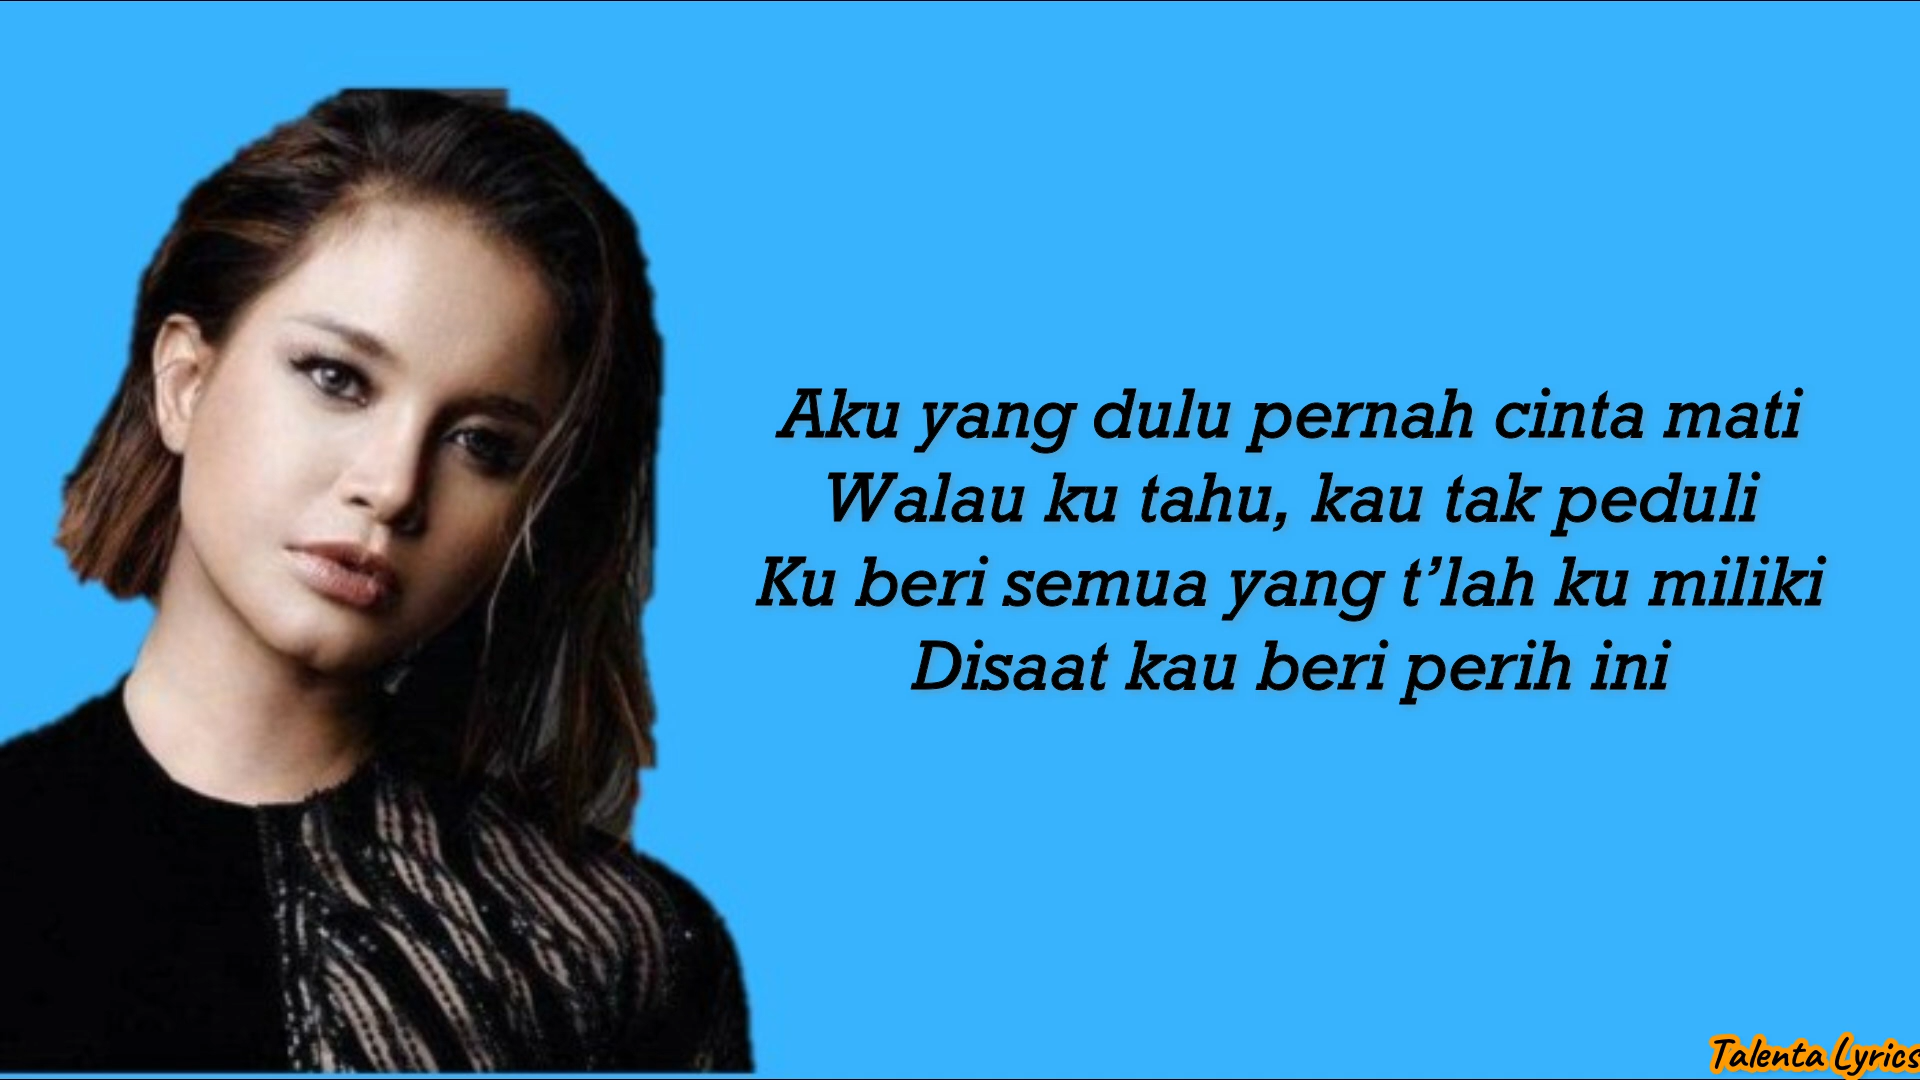 Aku yang dulu pernah cinta mati
Walau ku tahu, kau tak peduli
Ku beri semua yang t’lah ku miliki
Disaat kau beri perih ini
Talenta Lyrics